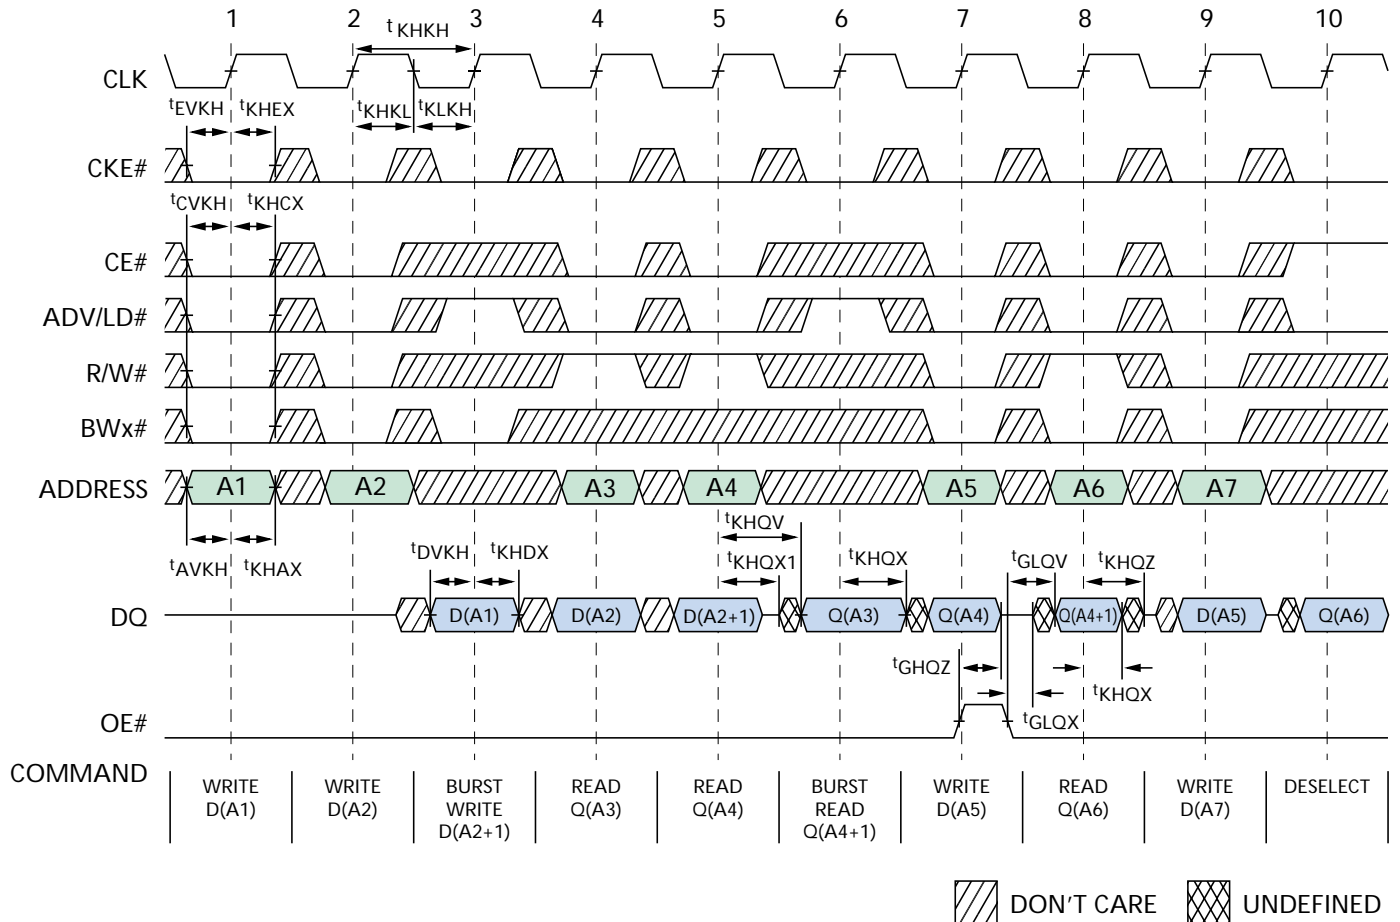 1 2 3 4 5 6 7 8 9 10
tKHKH
CLK
tEVKH tKHEX tKHKL tKLKH
CKE#
tCVKH tKHCX
CE#
ADV/LD#
R/W#
BWx#
ADDRESS A1 A2 A3 A4 A5 A6 A7
tKHQV
tAVKH tKHAX tDVKH tKHDX tKHQX1 tKHQX tGLQV tKHQZ
DQ D(A1) D(A2) D(A2+1) Q(A3) Q(A4) Q(A4+1) D(A5) Q(A6)
tGHQZ tKHQX
tGLQX
OE#
COMMAND
WRITE D(A1)
WRITE D(A2)
BURST WRITE D(A2+1)
READ Q(A3)
READ Q(A4)
BURST READ Q(A4+1)
WRITE D(A5)
READ Q(A6)
WRITE D(A7)
DESELECT
DON'T CARE UNDEFINED